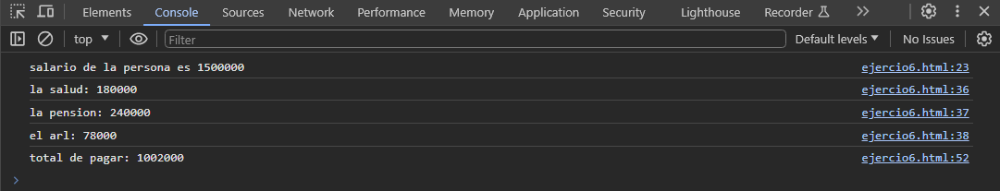 Elements Console Sources Network Performance Memory Application Security Lighthouse Recorder
top Filter Default levels No Issues
salario de la persona es 1500000 ejercio6.html:23
la salud: 180000 ejercio6.html:36
la pension: 240000 ejercio6.html:37
el arl: 78000 ejercio6.html:38
total de pagar: 1002000 ejercio6.html:52